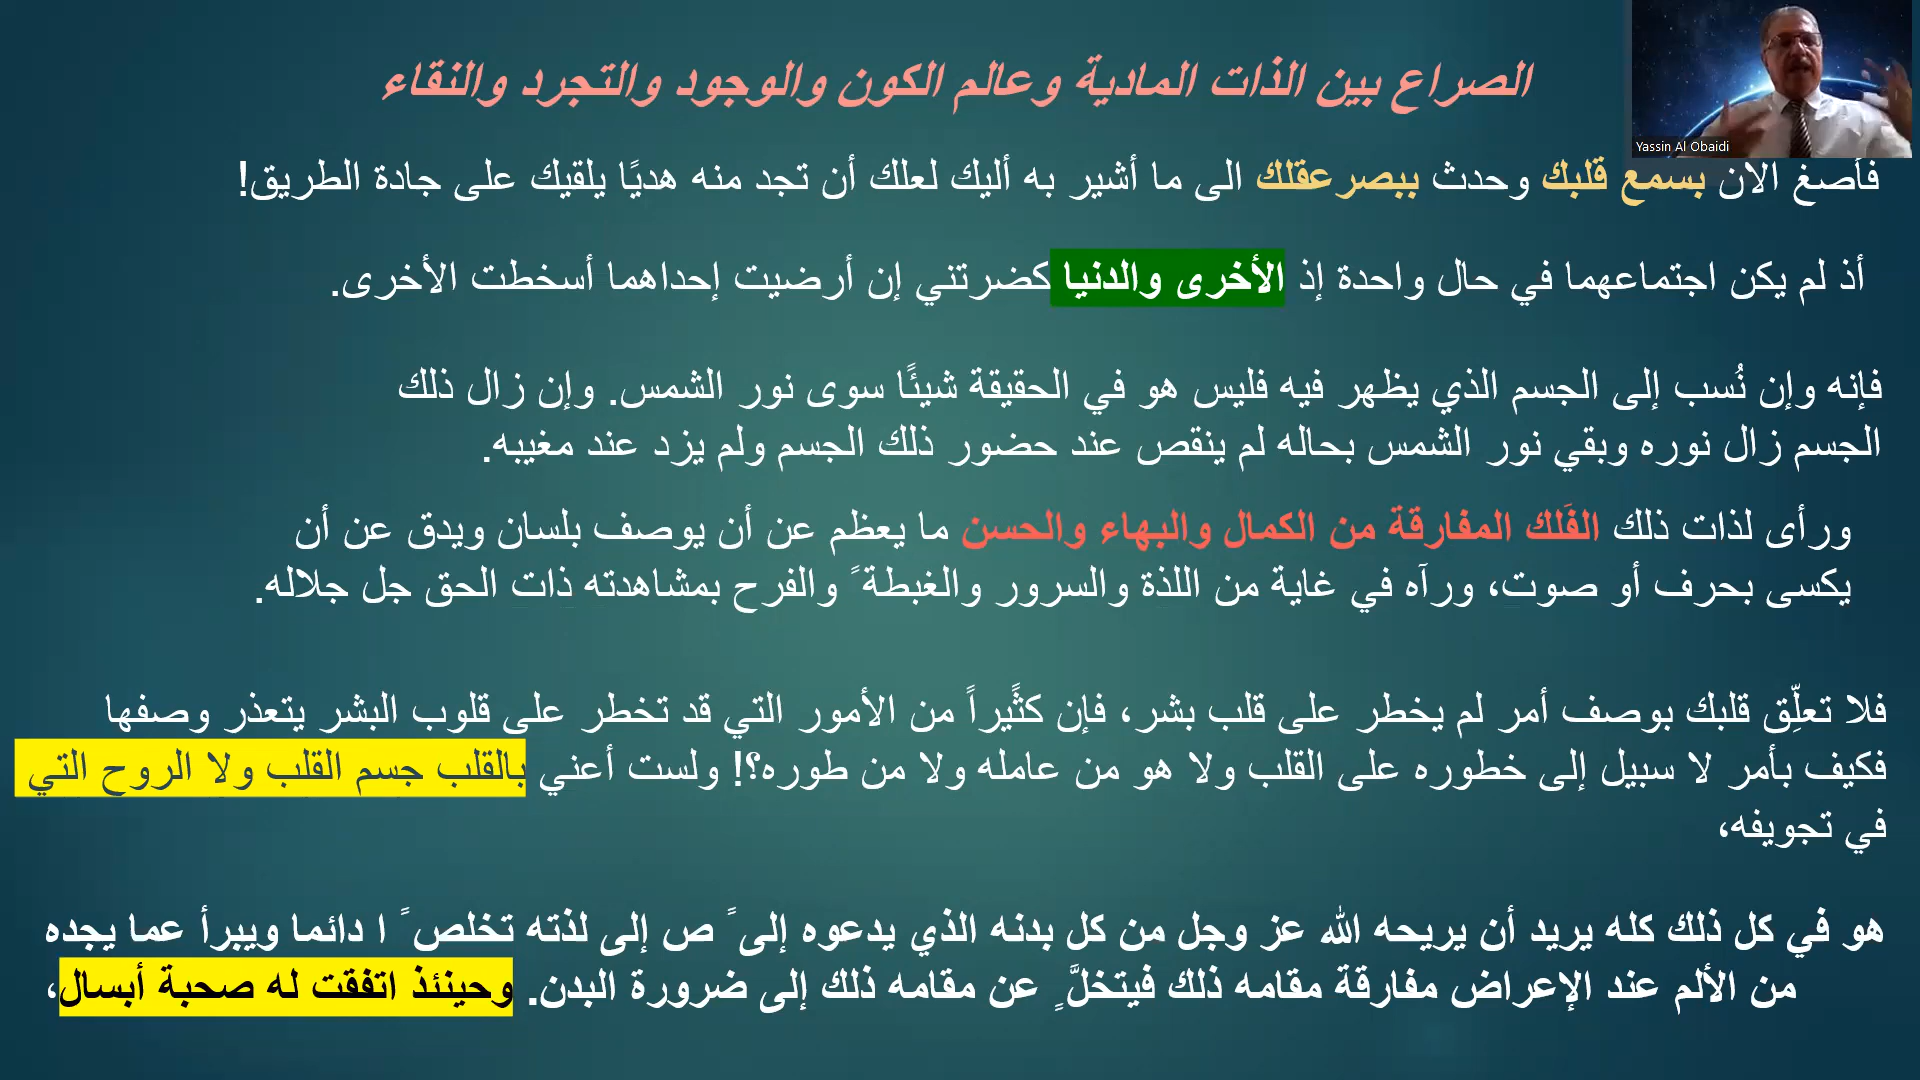 الصراع بين الذات المادية وعالم الكون والوجود والتجرد والنقاء
Yassin Al Obaidi
فأصغ الان بسمع قلبك وحدث ببصرعقلك الى ما أشير به أليك لعلك أن تجد منه هديًا يلقيك على جادة الطريق!
أذ لم يكن اجتماعهما في حال واحدة إذ الأخرى والدنيا كضرتني إن أرضيت إحداهما أسخطت الأخرى.
فإنه وإن نُسب إلى الجسم الذي يظهر فيه فليس هو في الحقيقة شيئًا سوى نور الشمس. وإن زال ذلك
الجسم زال نوره وبقي نور الشمس بحاله لم ينقص عند حضور ذلك الجسم ولم يزد عند مغيبه.
ورأى لذات ذلك الفَلك المفارقة من الكمال والبهاء والحسن ما يعظم عن أن يوصف بلسان ويدق عن أن
يكسى بحرف أو صوت، ورآه في غاية من اللذة والسرور والغبطة ً والفرح بمشاهدته ذات الحق جل جلاله.
فلا تعلِّق قلبك بوصف أمر لم يخطر على قلب بشر، فإن كثًيراً من الأمور التي قد تخطر على قلوب البشر يتعذر وصفها
فكيف بأمر لا سبيل إلى خطوره على القلب ولا هو من عامله ولا من طوره؟! ولست أعني بالقلب جسم القلب ولا الروح التي
في تجويفه،
هو في كل ذلك كله يريد أن يريحه الله عز وجل من كل بدنه الذي يدعوه إلى ً ص إلى لذته تخلص ً ا دائما ويبرأ عما يجده
من الألم عند الإعراض مفارقة مقامه ذلك فيتخلَّ ٍ عن مقامه ذلك إلى ضرورة البدن. وحينئذ اتفقت له صحبة أبسال،